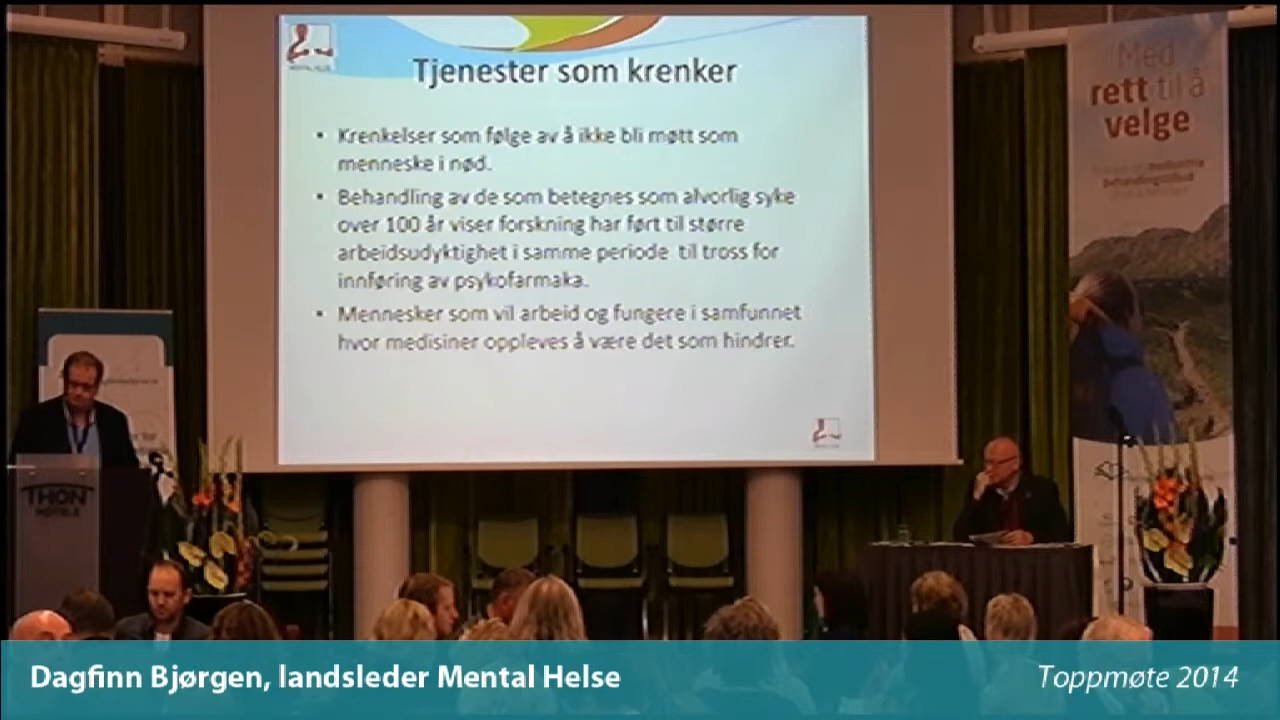 MENTAL HELSE
Tjenester som krenker
• Krenkelser som følge av å ikke bli møtt som
menneske i nød.
• Behandling av de som betegnes som alvorlig syke
over 100 år viser forskning har ført til større
arbeidsudyktighet i samme periode til tross for
innføring av psykofarmaka.
• Mennesker som vil arbeid og fungere i samfunnet
hvor medisiner oppleves å være det som hindrer.
Med
rett til å
velge
THON
HOTELS
Dagfinn Bjørgen, landsleder Mental Helse
Toppmøte 2014